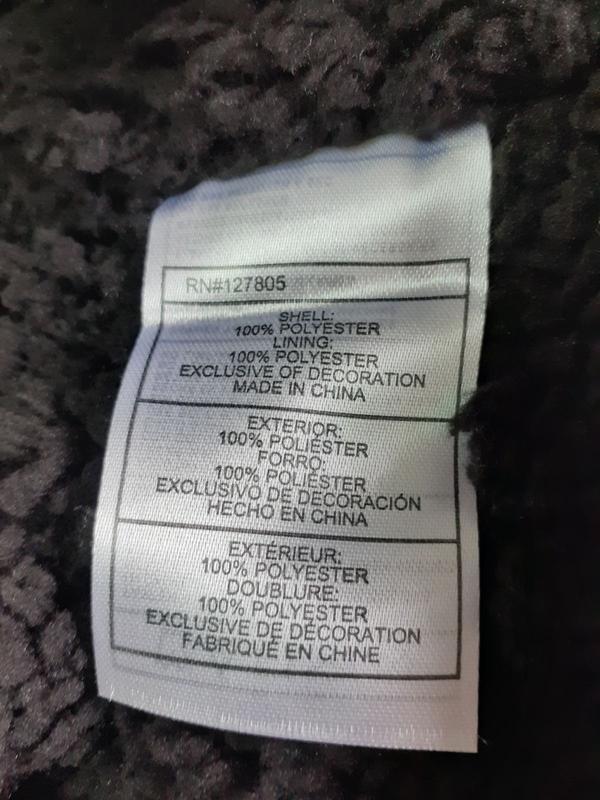 RN#127805
SHELL:
100% POLYESTER
LINING:
100% POLYESTER
EXCLUSIVE OF DECORATION
MADE IN CHINA
EXTERIOR:
100% POLIÉSTER
FORRO:
100% POLIÉSTER
EXCLUSIVO DE DECORACIÓN
HECHO EN CHINA
EXTÉRIEUR:
100% POLYESTER
DOUBLURE:
100% POLYESTER
EXCLUSIVE DE DÉCORATION
FABRIQUÉ EN CHINE